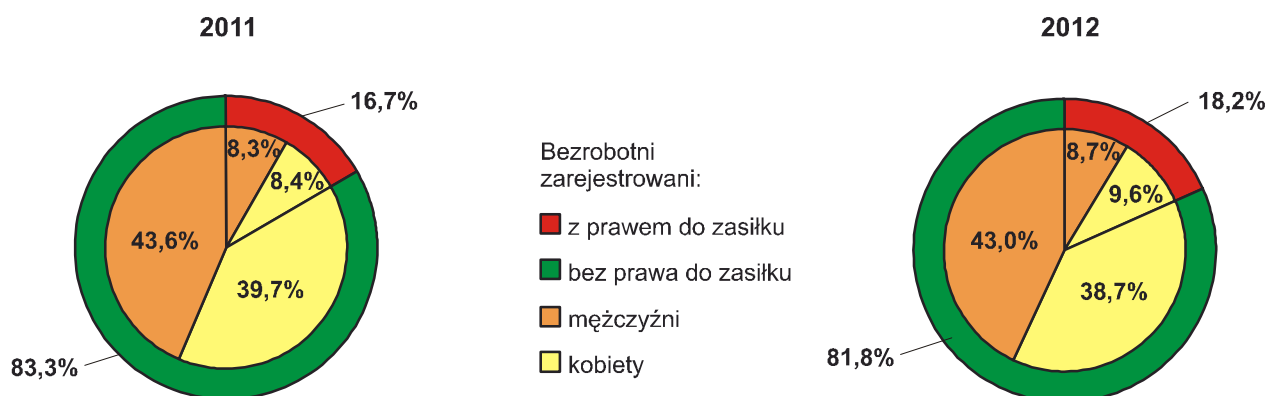 2011
16,7%
8,3%
8,4%
43,6%
39,7%
83,3%
Bezrobotni
zarejestrowani:
z prawem do zasiłku
bez prawa do zasiłku
mężczyźni
kobiety
2012
18,2%
8,7%
9,6%
43,0%
38,7%
81,8%